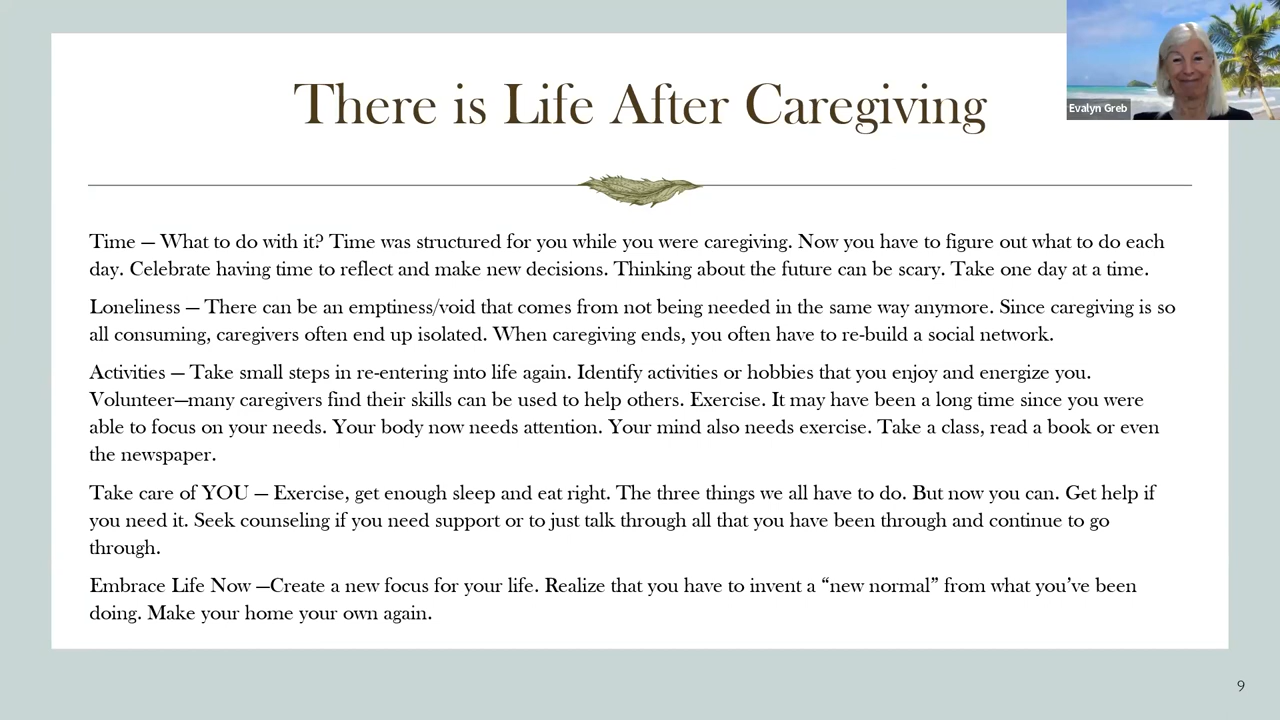 There is Life After Caregiving
Evalyn Greb
Time – What to do with it? Time was structured for you while you were caregiving. Now you have to figure out what to do each
day. Celebrate having time to reflect and make new decisions. Thinking about the future can be scary. Take one day at a time.
Loneliness – There can be an emptiness/void that comes from not being needed in the same way anymore. Since caregiving is so
all consuming, caregivers often end up isolated. When caregiving ends, you often have to re-build a social network.
Activities – Take small steps in re-entering into life again. Identify activities or hobbies that you enjoy and energize you.
Volunteer—many caregivers find their skills can be used to help others. Exercise. It may have been a long time since you were
able to focus on your needs. Your body now needs attention. Your mind also needs exercise. Take a class, read a book or even
the newspaper.
Take care of YOU – Exercise, get enough sleep and eat right. The three things we all have to do. But now you can. Get help if
you need it. Seek counseling if you need support or to just talk through all that you have been through and continue to go
through.
Embrace Life Now –Create a new focus for your life. Realize that you have to invent a “new normal” from what you’ve been
doing. Make your home your own again.
9